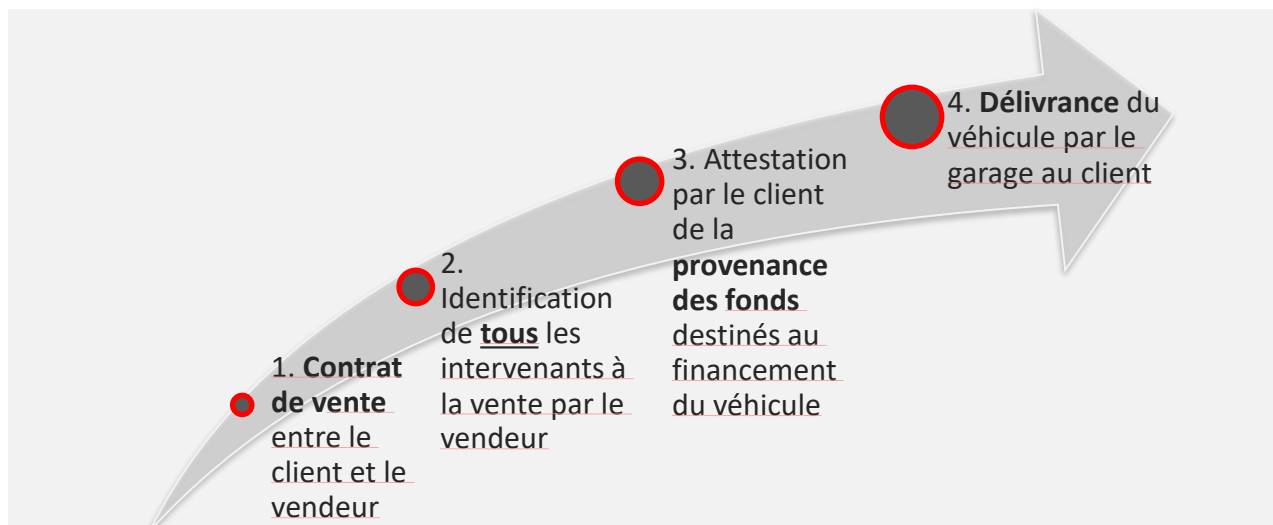 1. Contrat
de vente
entre le
client et le
vendeur
2.
Identification
de tous les
intervenants à
la vente par le
vendeur
3. Attestation
par le client
de la
provenance
des fonds
destinés au
financement
du véhicule
4. Délivrance du
véhicule par le
garage au client